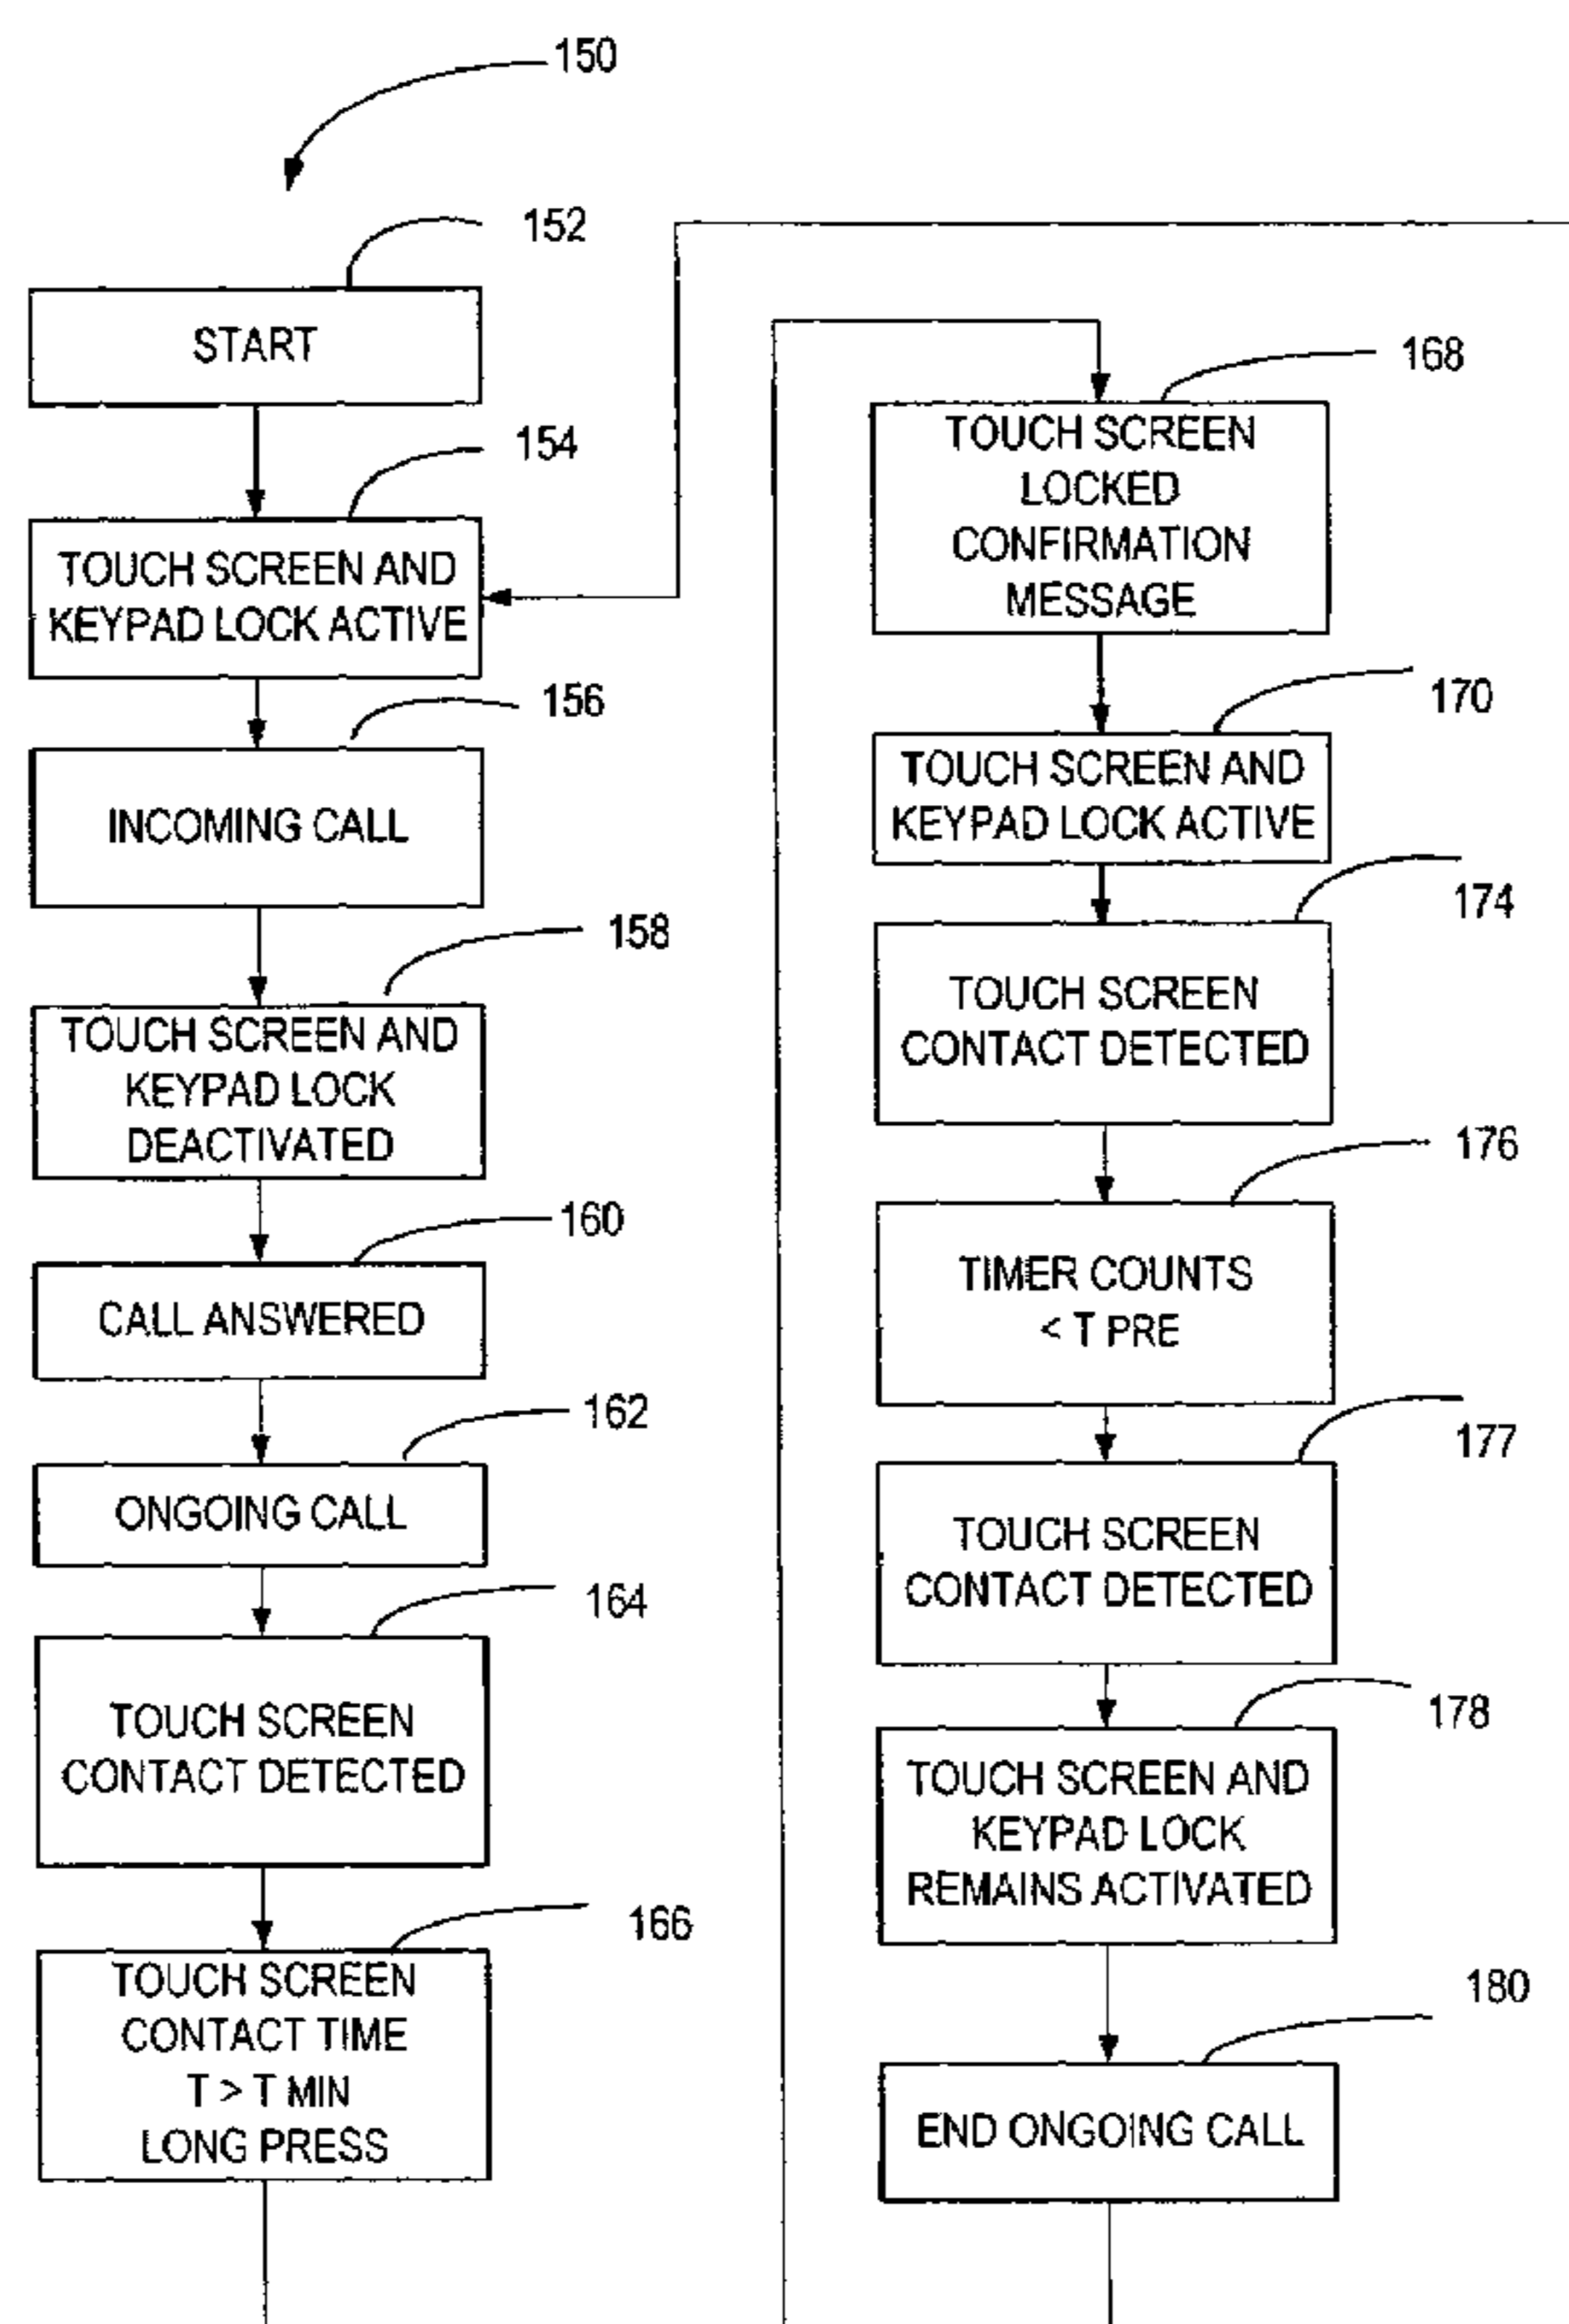 150
152
START
154
TOUCH SCREEN AND
KEYPAD LOCK ACTIVE
156
INCOMING CALL
158
TOUCH SCREEN AND
KEYPAD LOCK
DEACTIVATED
160
CALL ANSWERED
162
ONGOING CALL
164
TOUCH SCREEN
CONTACT DETECTED
166
TOUCH SCREEN
CONTACT TIME
T > T MIN
LONG PRESS
168
TOUCH SCREEN
LOCKED
CONFIRMATION
MESSAGE
170
TOUCH SCREEN AND
KEYPAD LOCK ACTIVE
174
TOUCH SCREEN
CONTACT DETECTED
176
TIMER COUNTS
< T PRE
177
TOUCH SCREEN
CONTACT DETECTED
178
TOUCH SCREEN AND
KEYPAD LOCK
REMAINS ACTIVATED
180
END ONGOING CALL